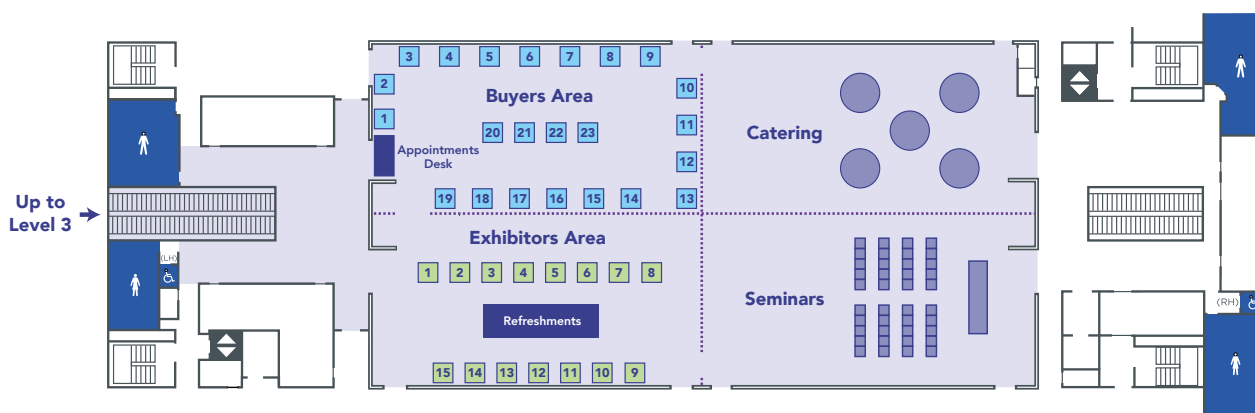 3 4 5 6 7 8 9
2
10
Buyers Area
1
11
20 21 22 23
Catering
Appointments
Desk
12
Up to
Level 3
19 18 17 16 15 14 13
Exhibitors Area
(LH)
1 2 3 4 5 6 7 8
Seminars
(RH)
Refreshments
15 14 13 12 11 10 9